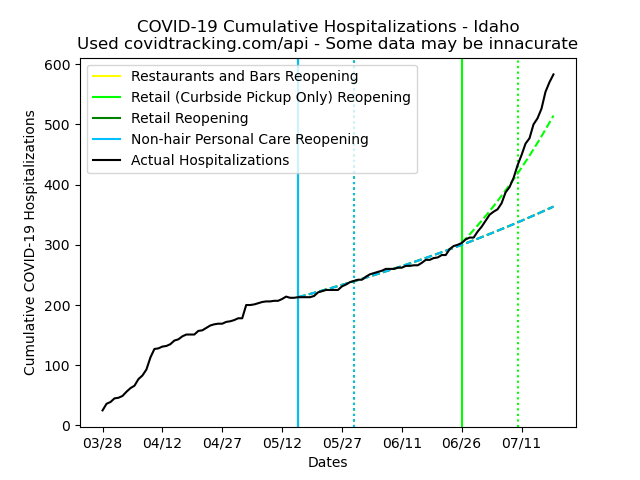 COVID-19 Cumulative Hospitalizations - Idaho
Used covidtracking.com/api - Some data may be innacurate
Restaurants and Bars Reopening
Retail (Curbside Pickup Only) Reopening
Retail Reopening
Non-hair Personal Care Reopening
Actual Hospitalizations
Cumulative COVID-19 Hospitalizations
600
500
400
300
200
100
0
03/28 04/12 04/27 05/12 05/27 06/11 06/26 07/11
Dates